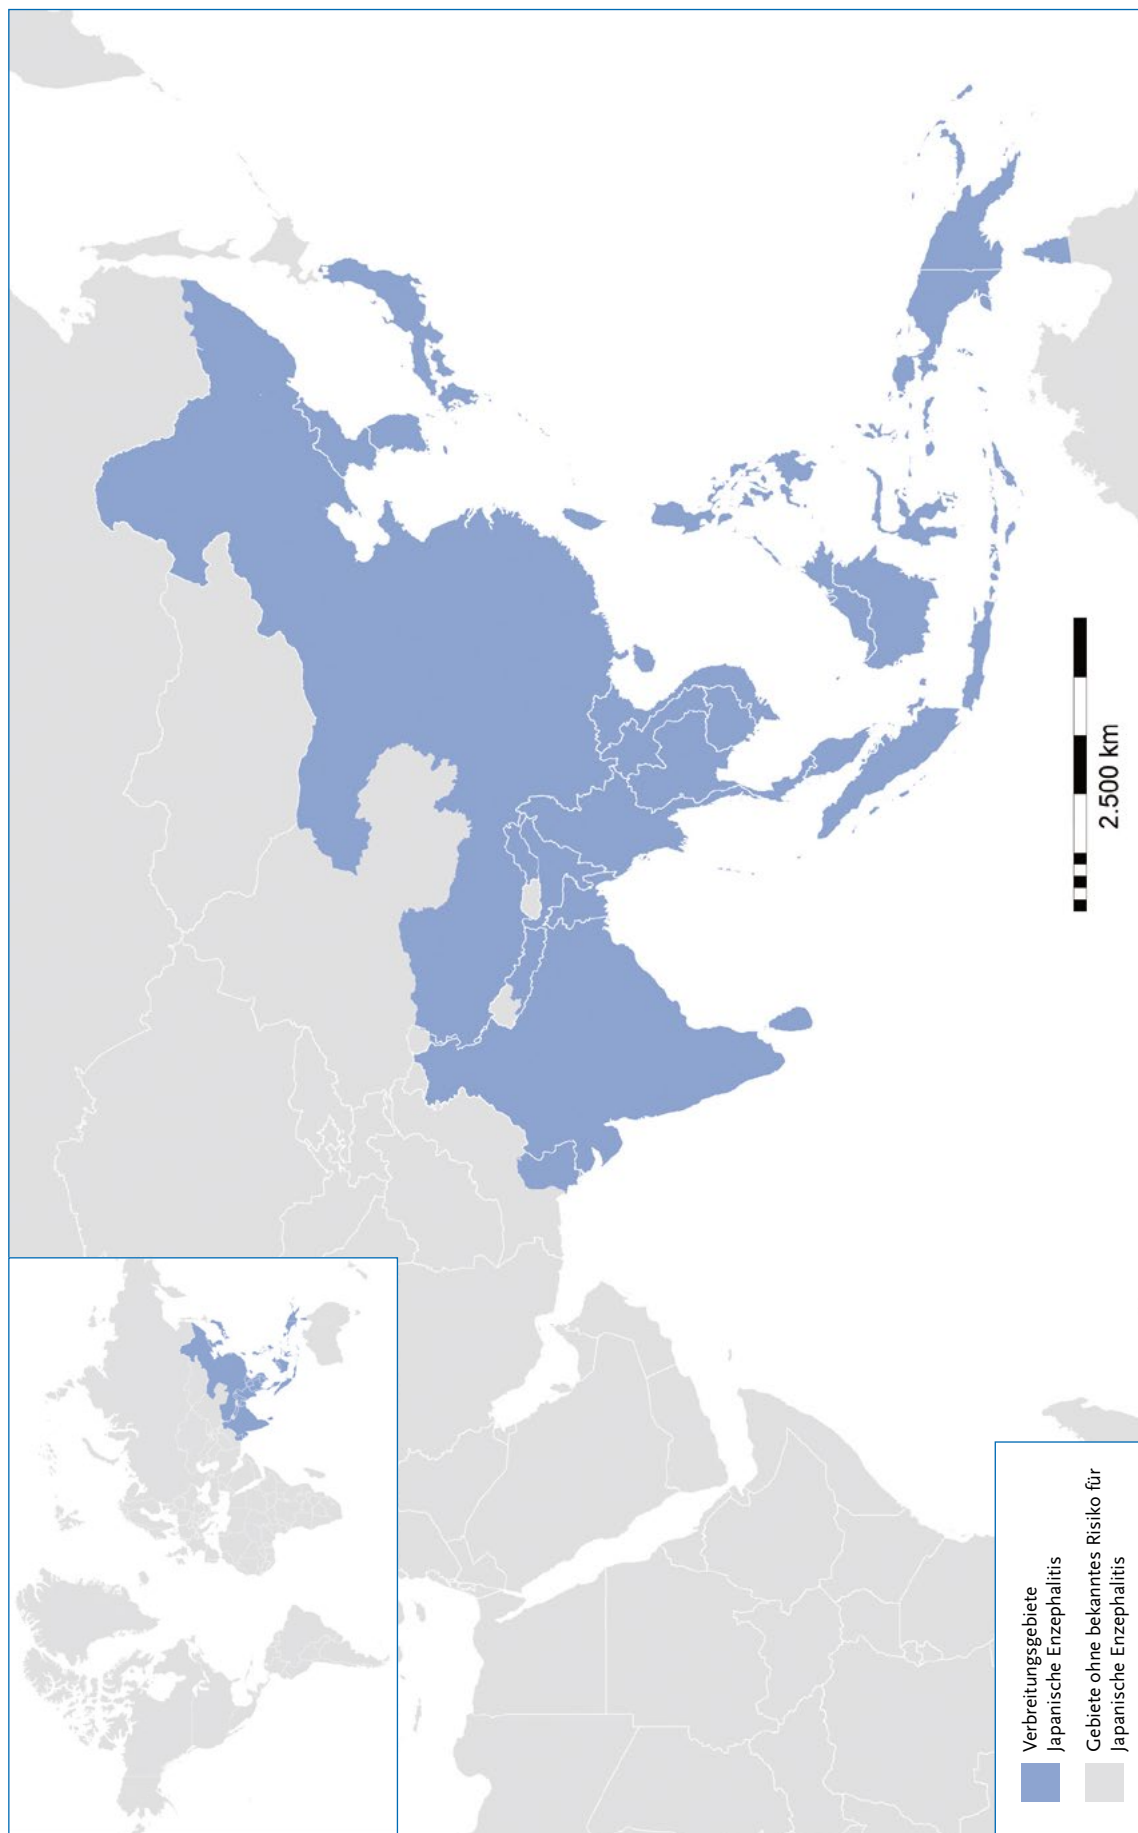 Verbreitungsgebiete
Japanische Enzephalitis
Gebiete ohne bekanntes Risiko für
Japanische Enzephalitis
2.500 km